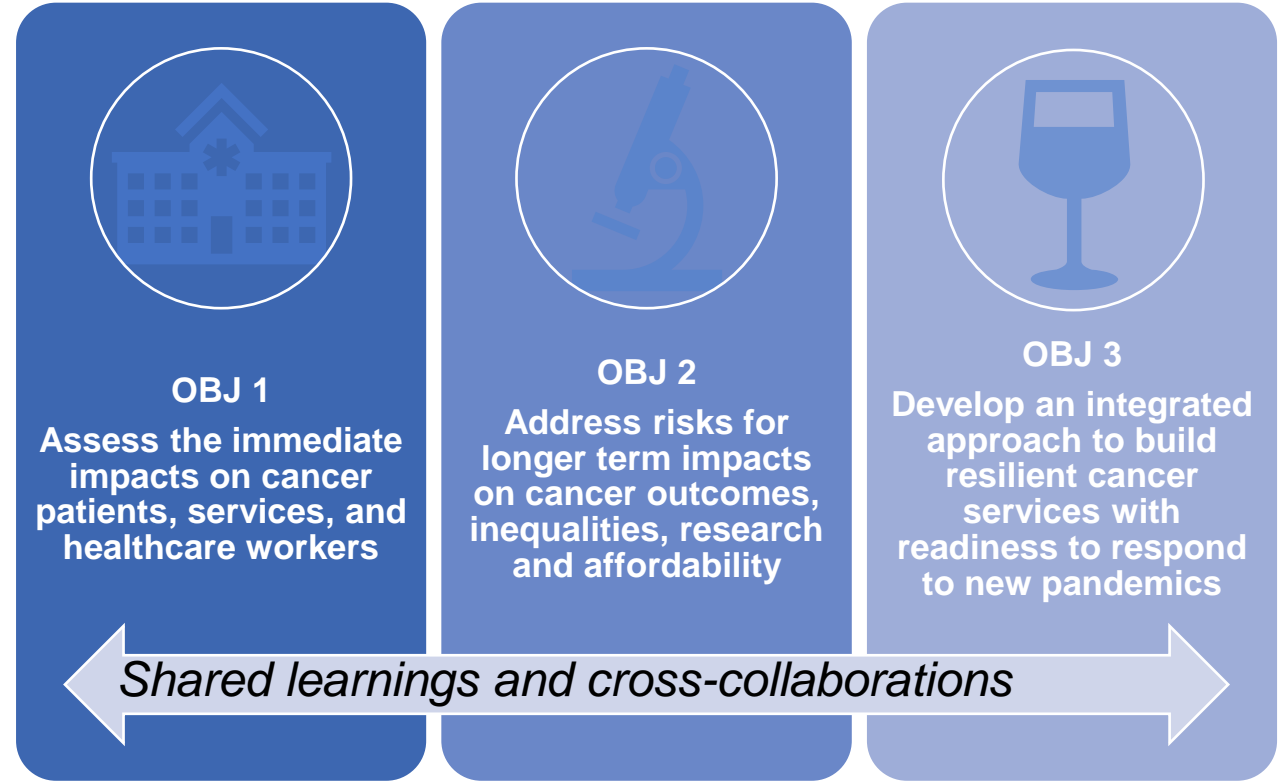 OBJ 1
Assess the immediate
impacts on cancer
patients, services, and
healthcare workers
OBJ 2
Address risks for
longer term impacts
on cancer outcomes,
inequalities, research
and affordability
OBJ 3
Develop an integrated
approach to build
resilient cancer
services with
readiness to respond
to new pandemics
Shared learnings and cross-collaborations